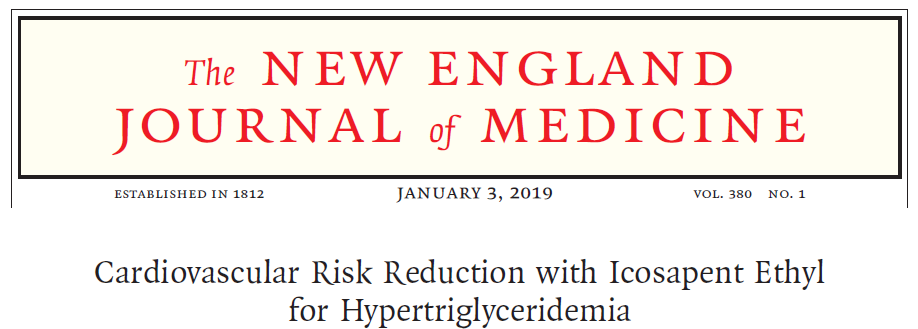 The NEW ENGLAND
JOURNAL of MEDICINE
ESTABLISHED IN 1812 JANUARY 3, 2019 VOL. 380 NO. 1
Cardiovascular Risk Reduction with Icosapent Ethyl
for Hypertriglyceridemia